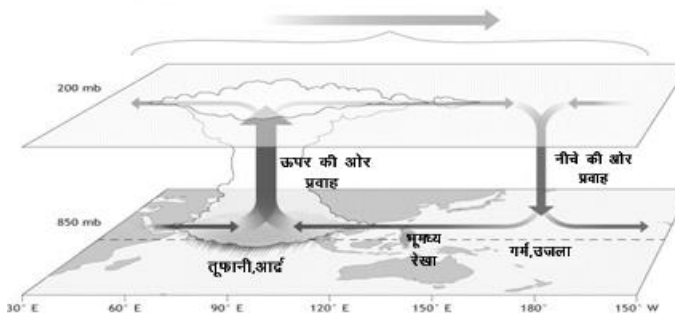 200 mb
ऊपर की ओर
प्रवाह
नीचे की ओर
प्रवाह
850 mb
भूमध्य
रेखा
तूफानी,आर्द्र
गर्म,उजला
30° E
60° E
90° E
120° E
150° E
180°
150° W